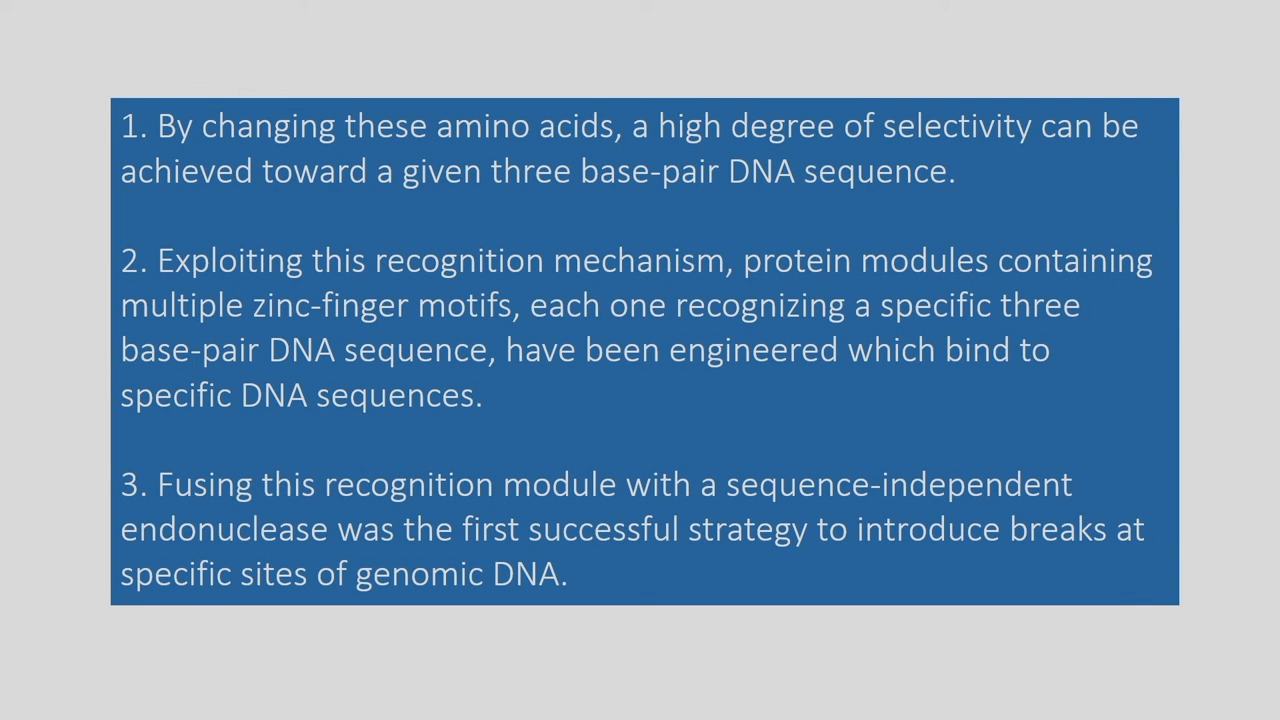 1. By changing these amino acids, a high degree of selectivity can be
achieved toward a given three base-pair DNA sequence.
2. Exploiting this recognition mechanism, protein modules containing
multiple zinc-finger motifs, each one recognizing a specific three
base-pair DNA sequence, have been engineered which bind to
specific DNA sequences.
3. Fusing this recognition module with a sequence-independent
endonuclease was the first successful strategy to introduce breaks at
specific sites of genomic DNA.